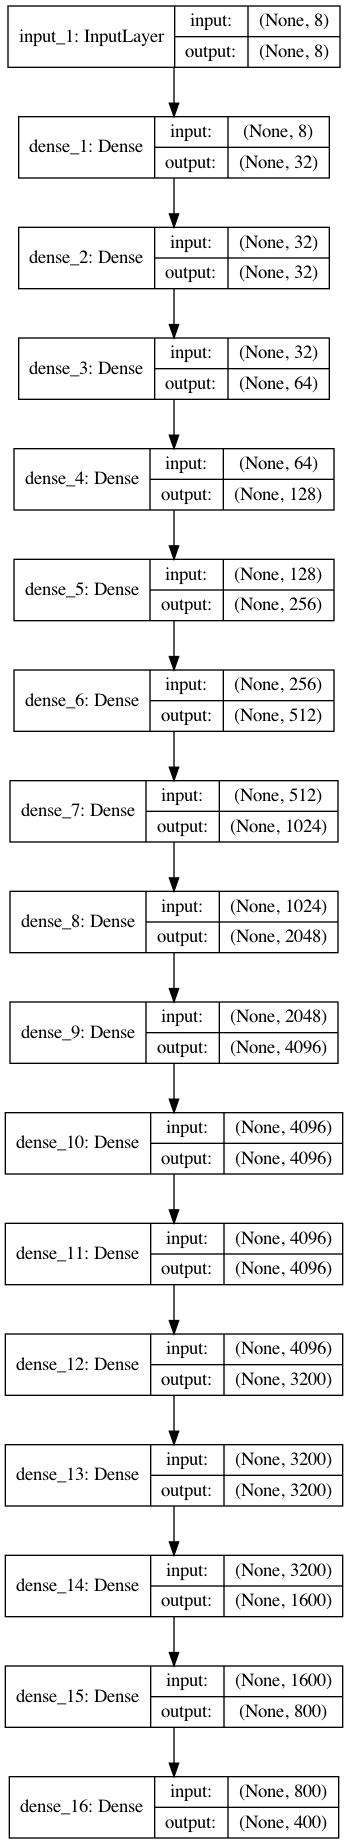 input_1: InputLayer
input: (None, 8)
output: (None, 8)
dense_1: Dense
input: (None, 8)
output: (None, 32)
dense_2: Dense
input: (None, 32)
output: (None, 32)
dense_3: Dense
input: (None, 32)
output: (None, 64)
dense_4: Dense
input: (None, 64)
output: (None, 128)
dense_5: Dense
input: (None, 128)
output: (None, 256)
dense_6: Dense
input: (None, 256)
output: (None, 512)
dense_7: Dense
input: (None, 512)
output: (None, 1024)
dense_8: Dense
input: (None, 1024)
output: (None, 2048)
dense_9: Dense
input: (None, 2048)
output: (None, 4096)
dense_10: Dense
input: (None, 4096)
output: (None, 4096)
dense_11: Dense
input: (None, 4096)
output: (None, 4096)
dense_12: Dense
input: (None, 4096)
output: (None, 3200)
dense_13: Dense
input: (None, 3200)
output: (None, 3200)
dense_14: Dense
input: (None, 3200)
output: (None, 1600)
dense_15: Dense
input: (None, 1600)
output: (None, 800)
dense_16: Dense
input: (None, 800)
output: (None, 400)